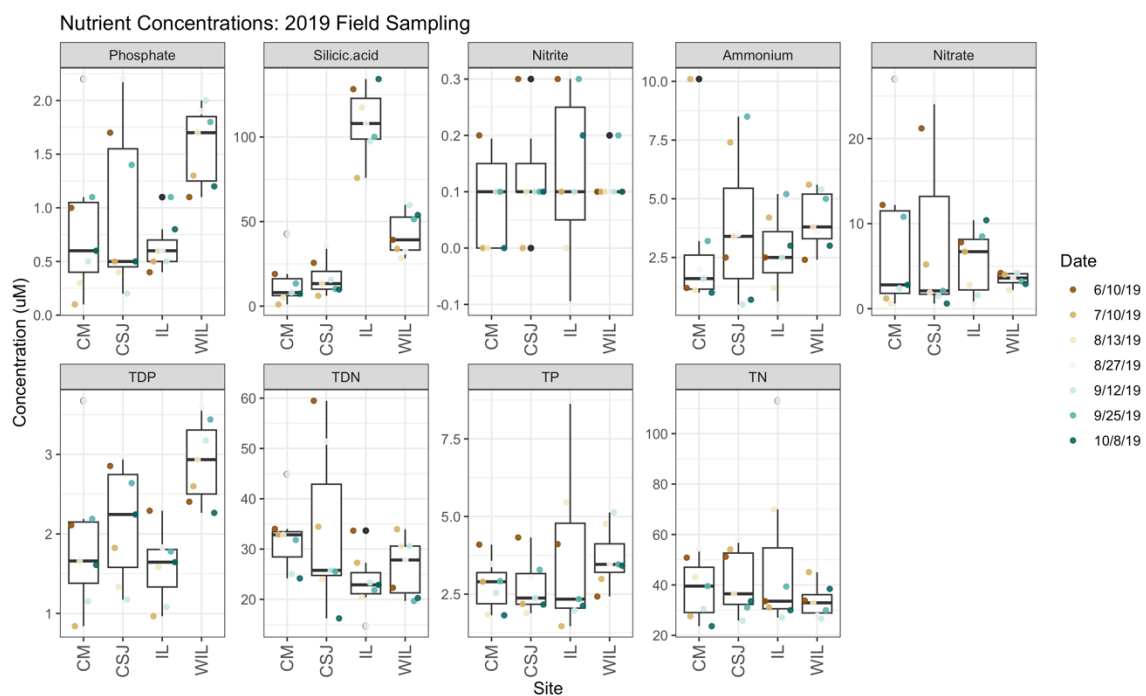 Nutrient Concentrations: 2019 Field Sampling
Phosphate
Silicic.acid
Nitrite
Ammonium
Nitrate
2.0
1.5
1.0
0.5
0.0
100
50
0
0.3
0.2
0.1
0.0
-0.1
10.0
7.5
5.0
2.5
20
10
0
CM
CSJ
IL
WIL
CM
CSJ
IL
WIL
CM
CSJ
IL
WIL
CM
CSJ
IL
WIL
CM
CSJ
IL
WIL
Concentration (uM)
TDP
TDN
TP
TN
3
2
1
60
50
40
30
20
7.5
5.0
2.5
100
80
60
40
20
CM
CSJ
IL
WIL
CM
CSJ
IL
WIL
CM
CSJ
IL
WIL
CM
CSJ
IL
WIL
Site
Date
6/10/19
7/10/19
8/13/19
8/27/19
9/12/19
9/25/19
10/8/19